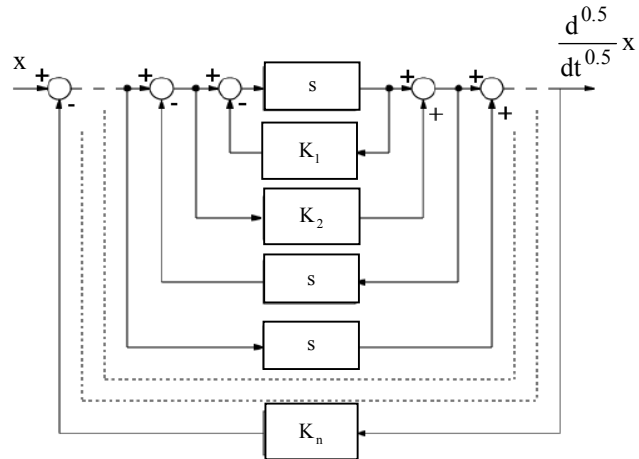 d^0.5
x + + + s + + dt^0.5 x
- - - + +
K₁
K₂
s
s
Kₙ